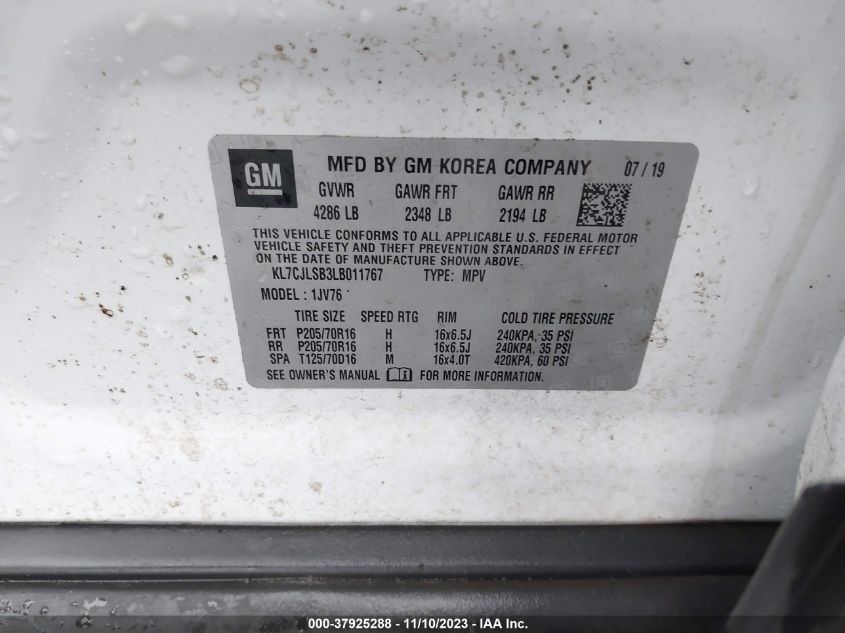 GM
MFD BY GM KOREA COMPANY 07 / 19
GVWR GAWR FRT GAWR RR
4286 LB 2348 LB 2194 LB
THIS VEHICLE CONFORMS TO ALL APPLICABLE U.S. FEDERAL MOTOR
VEHICLE SAFETY AND THEFT PREVENTION STANDARDS IN EFFECT
ON THE DATE OF MANUFACTURE SHOWN ABOVE.
KL7CJLSB3LB011767 TYPE: MPV
MODEL : 1JV76
TIRE SIZE SPEED RTG RIM COLD TIRE PRESSURE
FRT P205/70R16 H 16x6.5J 240KPA, 35 PSI
RR P205/70R16 H 16x6.5J 240KPA, 35 PSI
SPA T125/70D16 M 16x4.0T 420KPA, 60 PSI
SEE OWNER'S MANUAL FOR MORE INFORMATION.
000-37925288 - 11/10/2023 - IAA Inc.